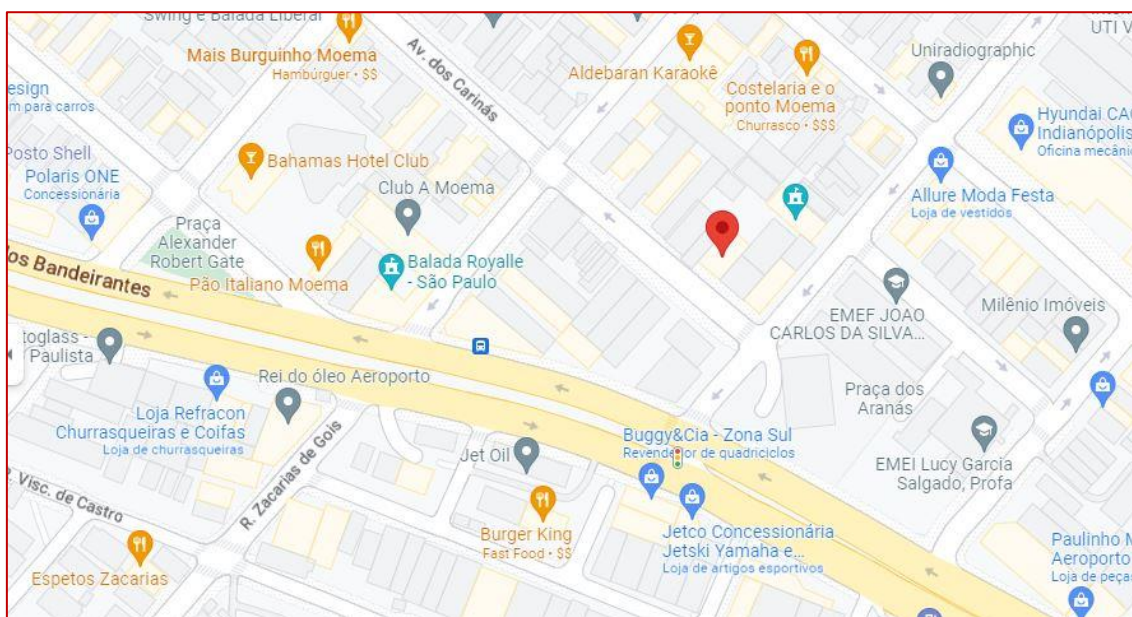 Swing e Balada Liberal
Mais Burguinho Moema
Hambúrguer • $$
Av. dos Carinás
Aldebaran Karaokê
Costelaria e o
ponto Moema
Churrasco • $$$
Uniradiographic
UTI V
esign
m para carros
Posto Shell
Polaris ONE
Concessionária
Bahamas Hotel Club
Club A Moema
Hyundai CAO
Indianópolis
Oficina mecânic
Allure Moda Festa
Loja de vestidos
Praça
Alexander
Robert Gate
Pão Italiano Moema
Balada Royalle
- São Paulo
dos Bandeirantes
EMEF JOAO
CARLOS DA SILVA...
Milênio Imóveis
toglass -
Paulista
Rei do óleo Aeroporto
Loja Refracon
Churrasqueiras e Coifas
Loja de churrasqueiras
Praça dos
Aranás
Buggy&Cia - Zona Sul
Revendedor de quadriciclos
EMEI Lucy Garcia
Salgado, Profa
Jet Oil
R. Zacarias de Gois
R. Visc. de Castro
Burger King
Fast Food • $$
Jetco Concessionária
Jetski Yamaha e...
Loja de artigos esportivos
Paulinho M
Aeroporto
Loja de peças
Espetos Zacarias